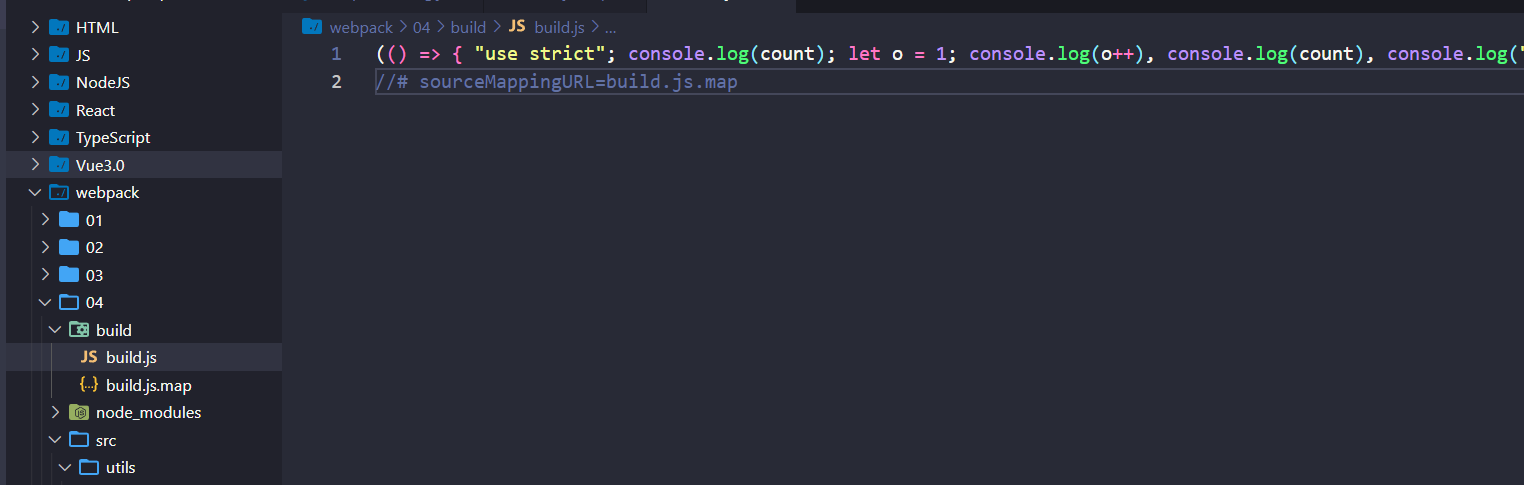 HTML
JS
NodeJS
React
TypeScript
Vue3.0
webpack
01
02
03
04
build
JS build.js
{..} build.js.map
node_modules
src
utils
webpack > 04 > build > JS build.js > ...
1 (() => { "use strict"; console.log(count); let o = 1; console.log(o++), console.log(count), console.log("
2 //# sourceMappingURL=build.js.map